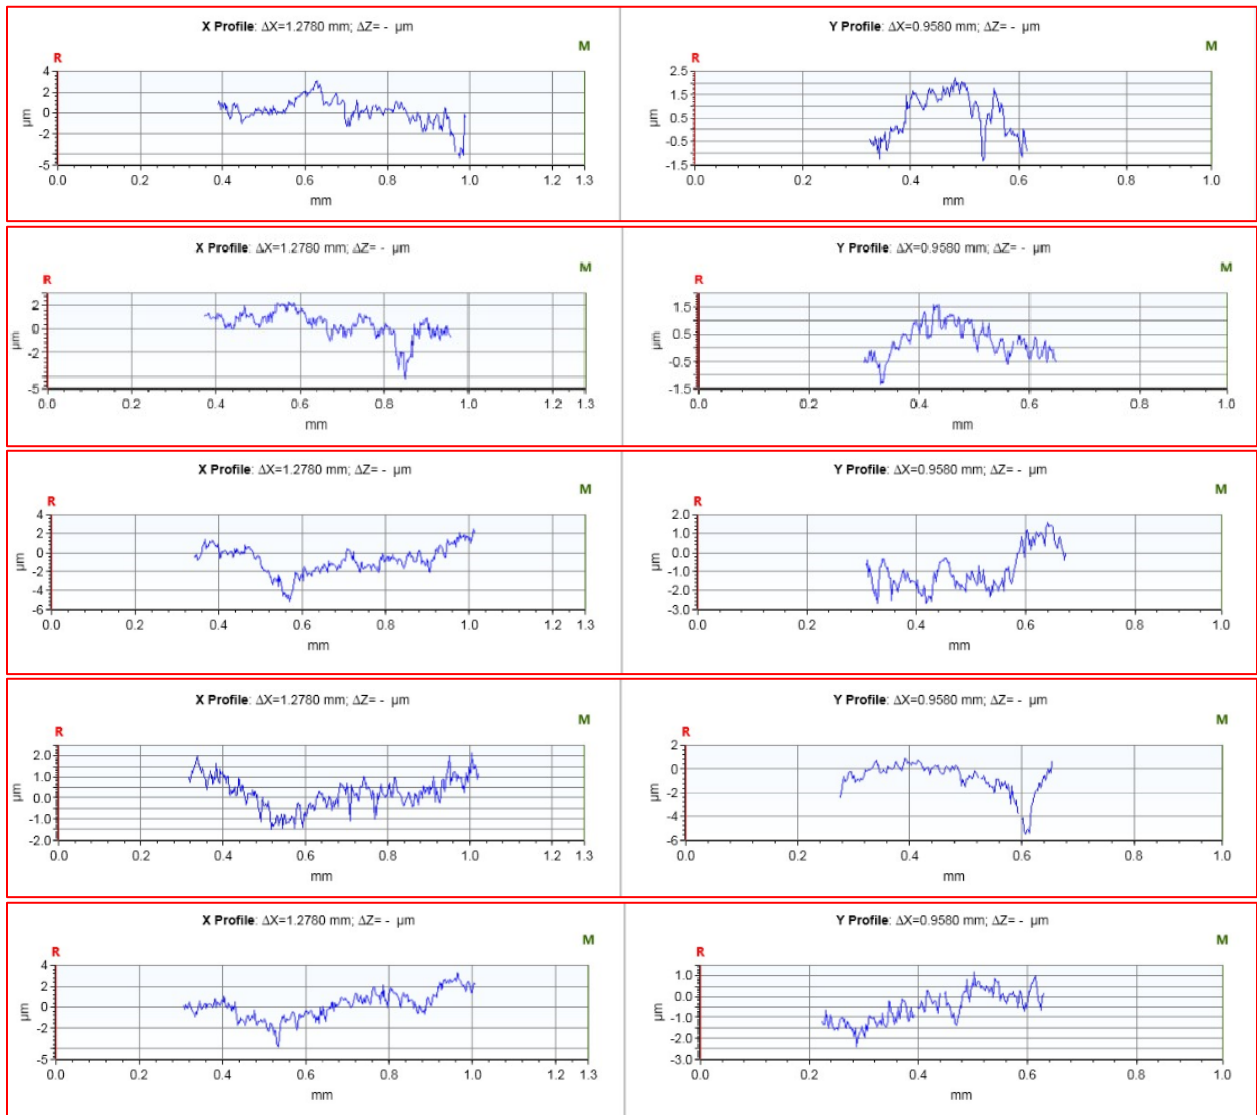 X Profile: ΔX=1.2780 mm; ΔZ= - µm
Y Profile: ΔX=0.9580 mm; ΔZ= - µm
R
M
R
M
4
2
0
-2
-5
µm
0.0 0.2 0.4 0.6 0.8 1.0 1.2 1.3
mm
2.5
1.5
0.5
-0.5
-1.5
µm
0.0 0.2 0.4 0.6 0.8 1.0
mm
X Profile: ΔX=1.2780 mm; ΔZ= - µm
Y Profile: ΔX=0.9580 mm; ΔZ= - µm
R
M
R
M
2
0
-2
-5
µm
0.0 0.2 0.4 0.6 0.8 1.0 1.2 1.3
mm
1.5
0.5
-0.5
-1.5
µm
0.0 0.2 0.4 0.6 0.8 1.0
mm
X Profile: ΔX=1.2780 mm; ΔZ= - µm
Y Profile: ΔX=0.9580 mm; ΔZ= - µm
R
M
R
M
4
2
0
-2
-4
-6
µm
0.0 0.2 0.4 0.6 0.8 1.0 1.2 1.3
mm
2.0
1.0
0.0
-1.0
-2.0
-3.0
µm
0.0 0.2 0.4 0.6 0.8 1.0
mm
X Profile: ΔX=1.2780 mm; ΔZ= - µm
Y Profile: ΔX=0.9580 mm; ΔZ= - µm
R
M
R
M
2.0
1.0
0.0
-1.0
-2.0
µm
0.0 0.2 0.4 0.6 0.8 1.0 1.2 1.3
mm
2
0
-2
-4
-6
µm
0.0 0.2 0.4 0.6 0.8 1.0
mm
X Profile: ΔX=1.2780 mm; ΔZ= - µm
Y Profile: ΔX=0.9580 mm; ΔZ= - µm
R
M
R
M
4
2
0
-2
-5
µm
0.0 0.2 0.4 0.6 0.8 1.0 1.2 1.3
mm
1.0
0.0
-1.0
-2.0
-3.0
µm
0.0 0.2 0.4 0.6 0.8 1.0
mm